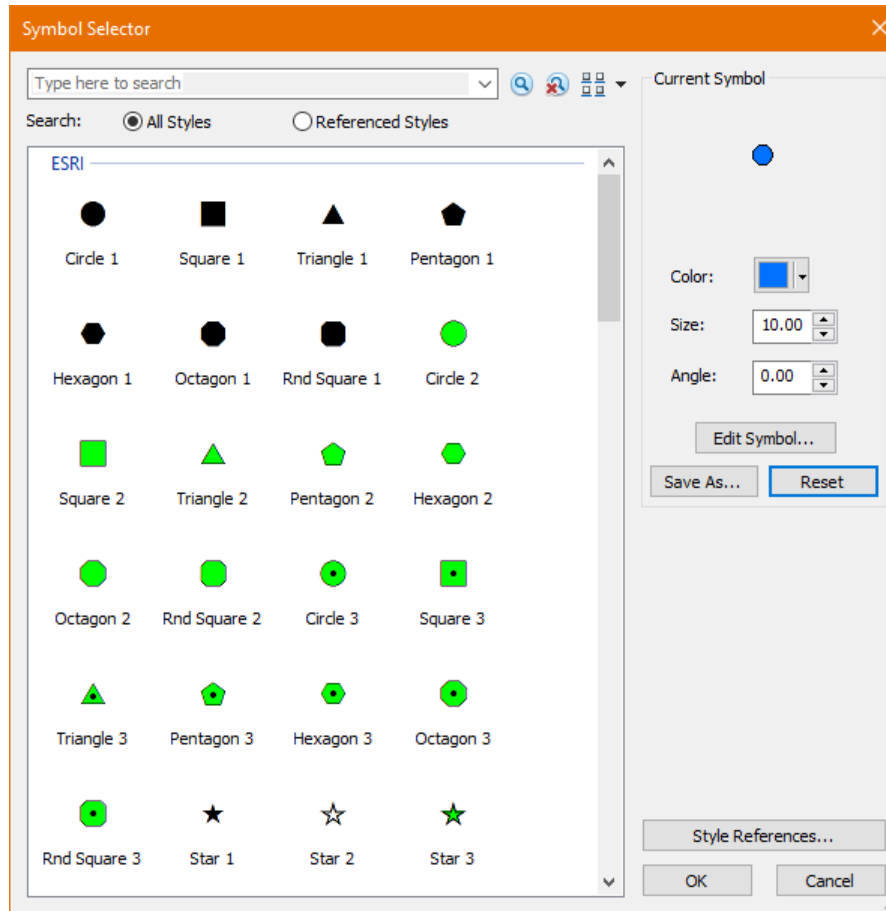 Symbol Selector
Type here to search
Search: All Styles Referenced Styles
ESRI
Circle 1 Square 1 Triangle 1 Pentagon 1
Hexagon 1 Octagon 1 Rnd Square 1 Circle 2
Square 2 Triangle 2 Pentagon 2 Hexagon 2
Octagon 2 Rnd Square 2 Circle 3 Square 3
Triangle 3 Pentagon 3 Hexagon 3 Octagon 3
Rnd Square 3 Star 1 Star 2 Star 3
Current Symbol
Color:
Size: 10.00
Angle: 0.00
Edit Symbol...
Save As... Reset
Style References...
OK Cancel